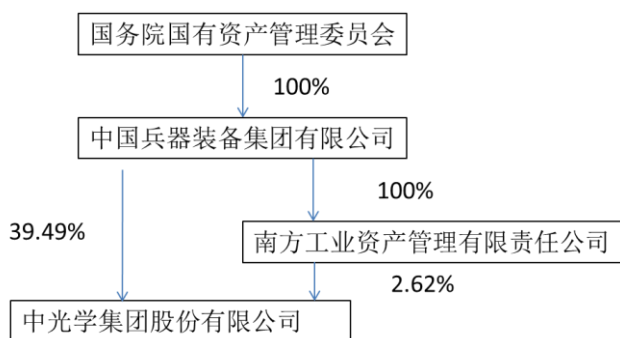 国务院国有资产管理委员会
100%
中国兵器装备集团有限公司
100%
39.49%
南方工业资产管理有限责任公司
2.62%
中光学集团股份有限公司